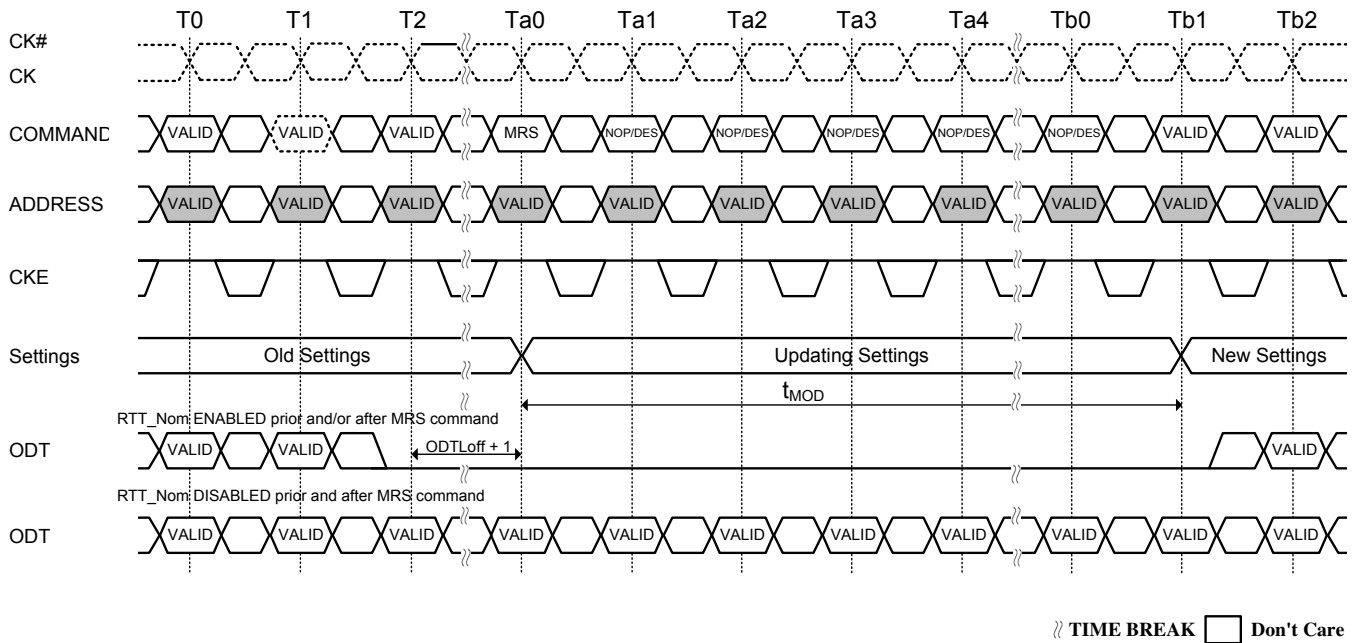 T0 T1 T2 Ta0 Ta1 Ta2 Ta3 Ta4 Tb0 Tb1 Tb2
CK#
CK
COMMAND VALID VALID VALID MRS NOP/DES NOP/DES NOP/DES NOP/DES NOP/DES VALID VALID
ADDRESS VALID VALID VALID VALID VALID VALID VALID VALID VALID VALID VALID
CKE
Settings Old Settings Updating Settings New Settings
tMOD
RTT_Nom ENABLED prior and/or after MRS command
ODT VALID VALID ODTLoff + 1 VALID
RTT_Nom DISABLED prior and after MRS command
ODT VALID VALID VALID VALID VALID VALID VALID VALID VALID VALID VALID
TIME BREAK Don't Care